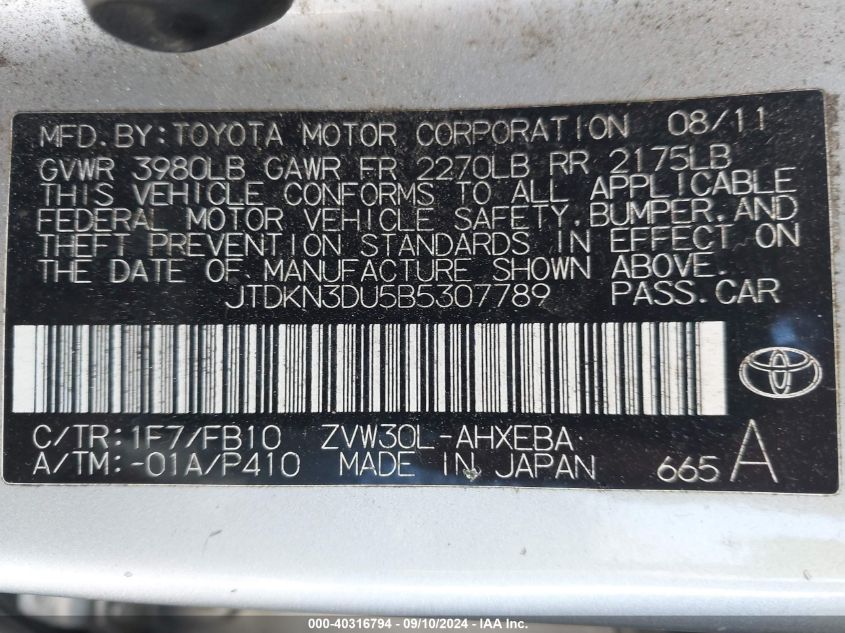 MFD.BY:TOYOTA MOTOR CORPORATION 08/11
GVWR 3980LB GAWR FR 2270LB RR 2175LB
THIS VEHICLE CONFORMS TO ALL APPLICABLE
FEDERAL MOTOR VEHICLE SAFETY,BUMPER,AND
THEFT PREVENTION STANDARDS IN EFFECT ON
THE DATE OF MANUFACTURE SHOWN ABOVE.
JTDKN3DU5B5307789 PASS.CAR
C/TR:1F7/FB10 ZVW30L-AHXEBA
A/TM:-01A/P410 MADE IN JAPAN 665 A
000-40316794 - 09/10/2024 - IAA Inc.